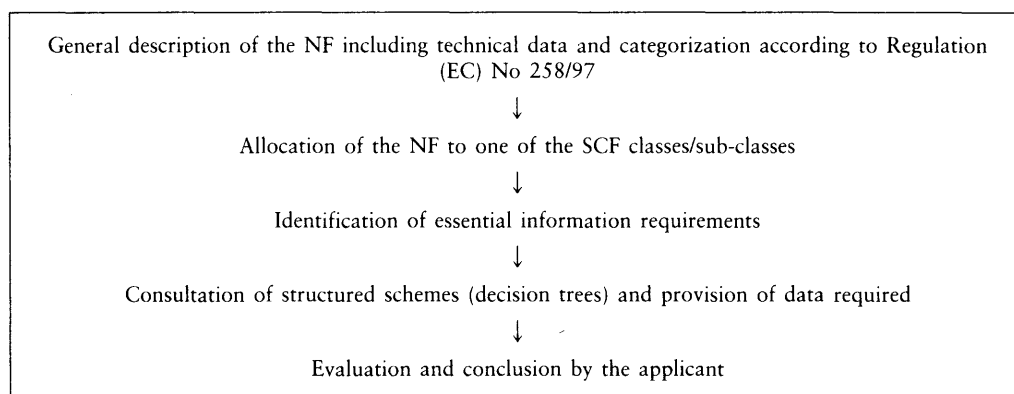 General description of the NF including technical data and categorization according to Regulation
(EC) No 258/97
↓
Allocation of the NF to one of the SCF classes/sub-classes
↓
Identification of essential information requirements
↓
Consultation of structured schemes (decision trees) and provision of data required
↓
Evaluation and conclusion by the applicant